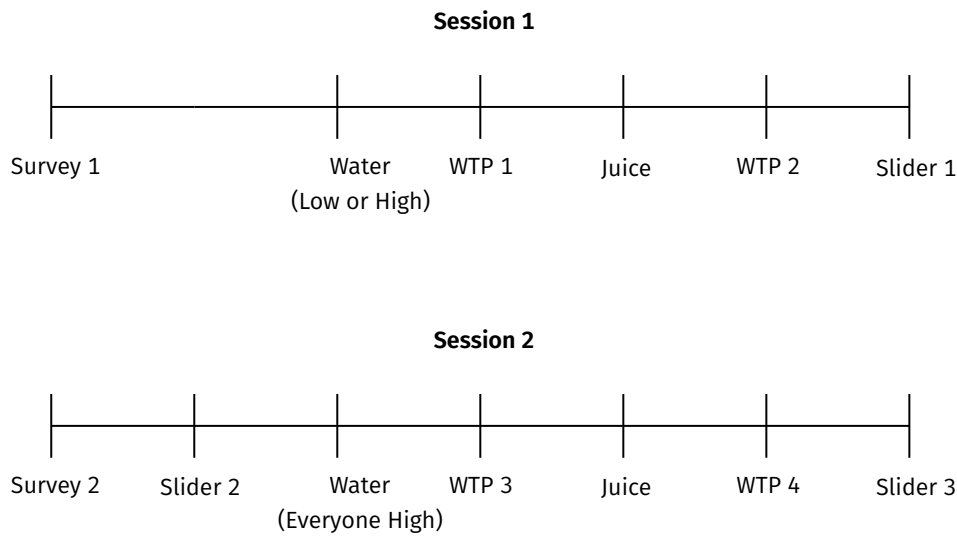 Session 1
Survey 1 Water WTP 1 Juice WTP 2 Slider 1
(Low or High)
Session 2
Survey 2 Slider 2 Water WTP 3 Juice WTP 4 Slider 3
(Everyone High)